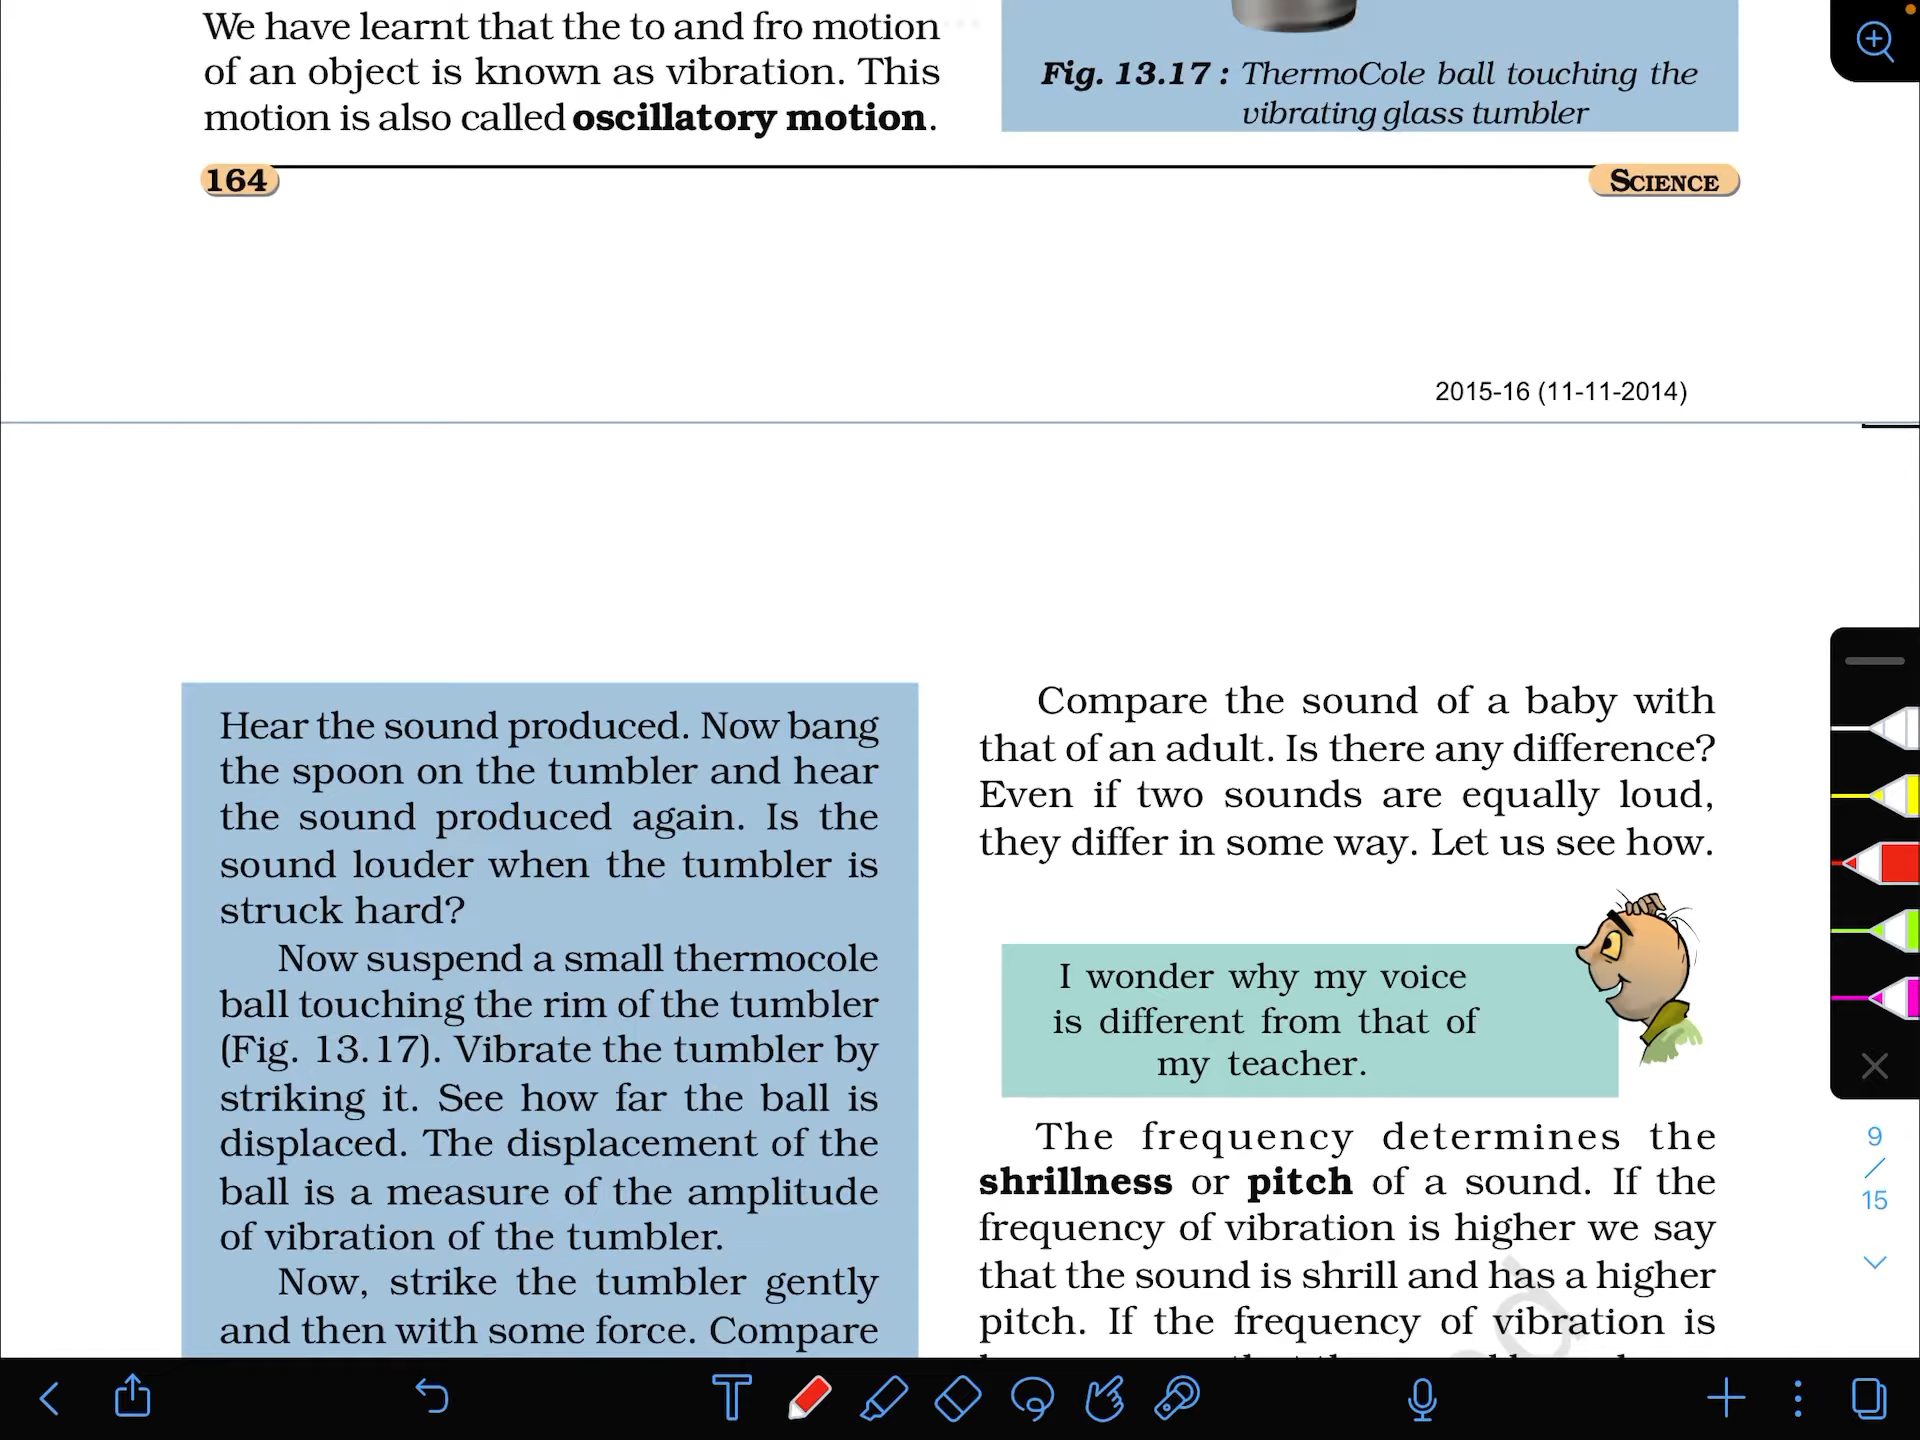 We have learnt that the to and fro motion
of an object is known as vibration. This
motion is also called oscillatory motion.
Fig. 13.17 : ThermoCole ball touching the
vibrating glass tumbler
164
SCIENCE
2015-16 (11-11-2014)
Hear the sound produced. Now bang
the spoon on the tumbler and hear
the sound produced again. Is the
sound louder when the tumbler is
struck hard?
Now suspend a small thermocole
ball touching the rim of the tumbler
(Fig. 13.17). Vibrate the tumbler by
striking it. See how far the ball is
displaced. The displacement of the
ball is a measure of the amplitude
of vibration of the tumbler.
Now, strike the tumbler gently
and then with some force. Compare
Compare the sound of a baby with
that of an adult. Is there any difference?
Even if two sounds are equally loud,
they differ in some way. Let us see how.
I wonder why my voice
is different from that of
my teacher.
The frequency determines the
shrillness or pitch of a sound. If the
frequency of vibration is higher we say
that the sound is shrill and has a higher
pitch. If the frequency of vibration is
9
/
15